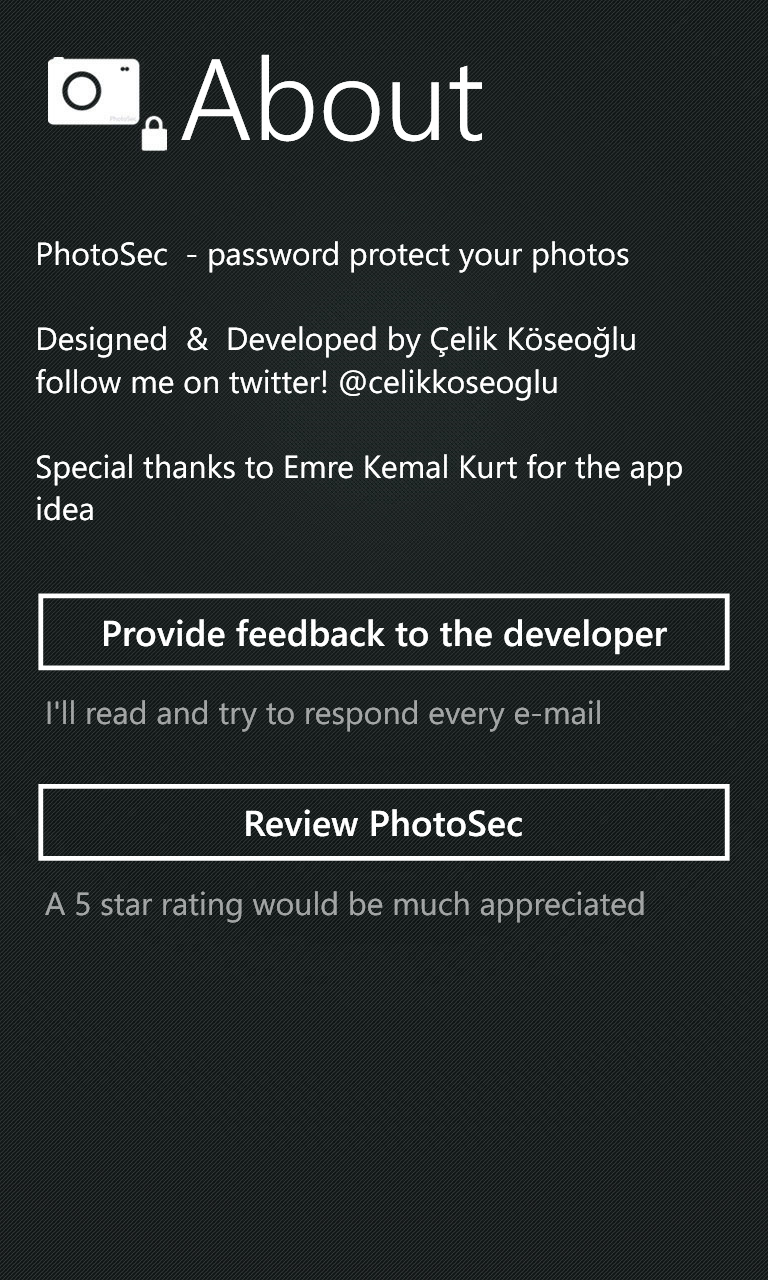 About
PhotoSec
PhotoSec - password protect your photos
Designed & Developed by Çelik Köseoğlu
follow me on twitter! @celikkoseoglu
Special thanks to Emre Kemal Kurt for the app
idea
Provide feedback to the developer
I'll read and try to respond every e-mail
Review PhotoSec
A 5 star rating would be much appreciated